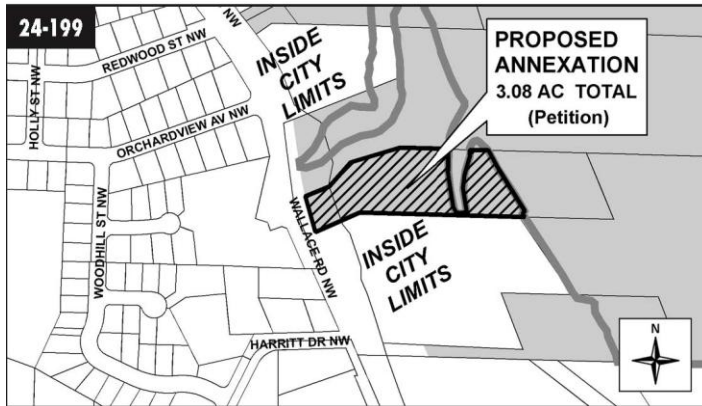 24-199
REDWOOD ST NW
HOLLY ST NW
ORCHARDVIEW AV NW
WOODHILL ST NW
NW
INSIDE
CITY
LIMITS
PROPOSED
ANNEXATION
3.08 AC TOTAL
(Petition)
WALLACE RD NW
INSIDE
CITY
LIMITS
HARRITT DR NW
N